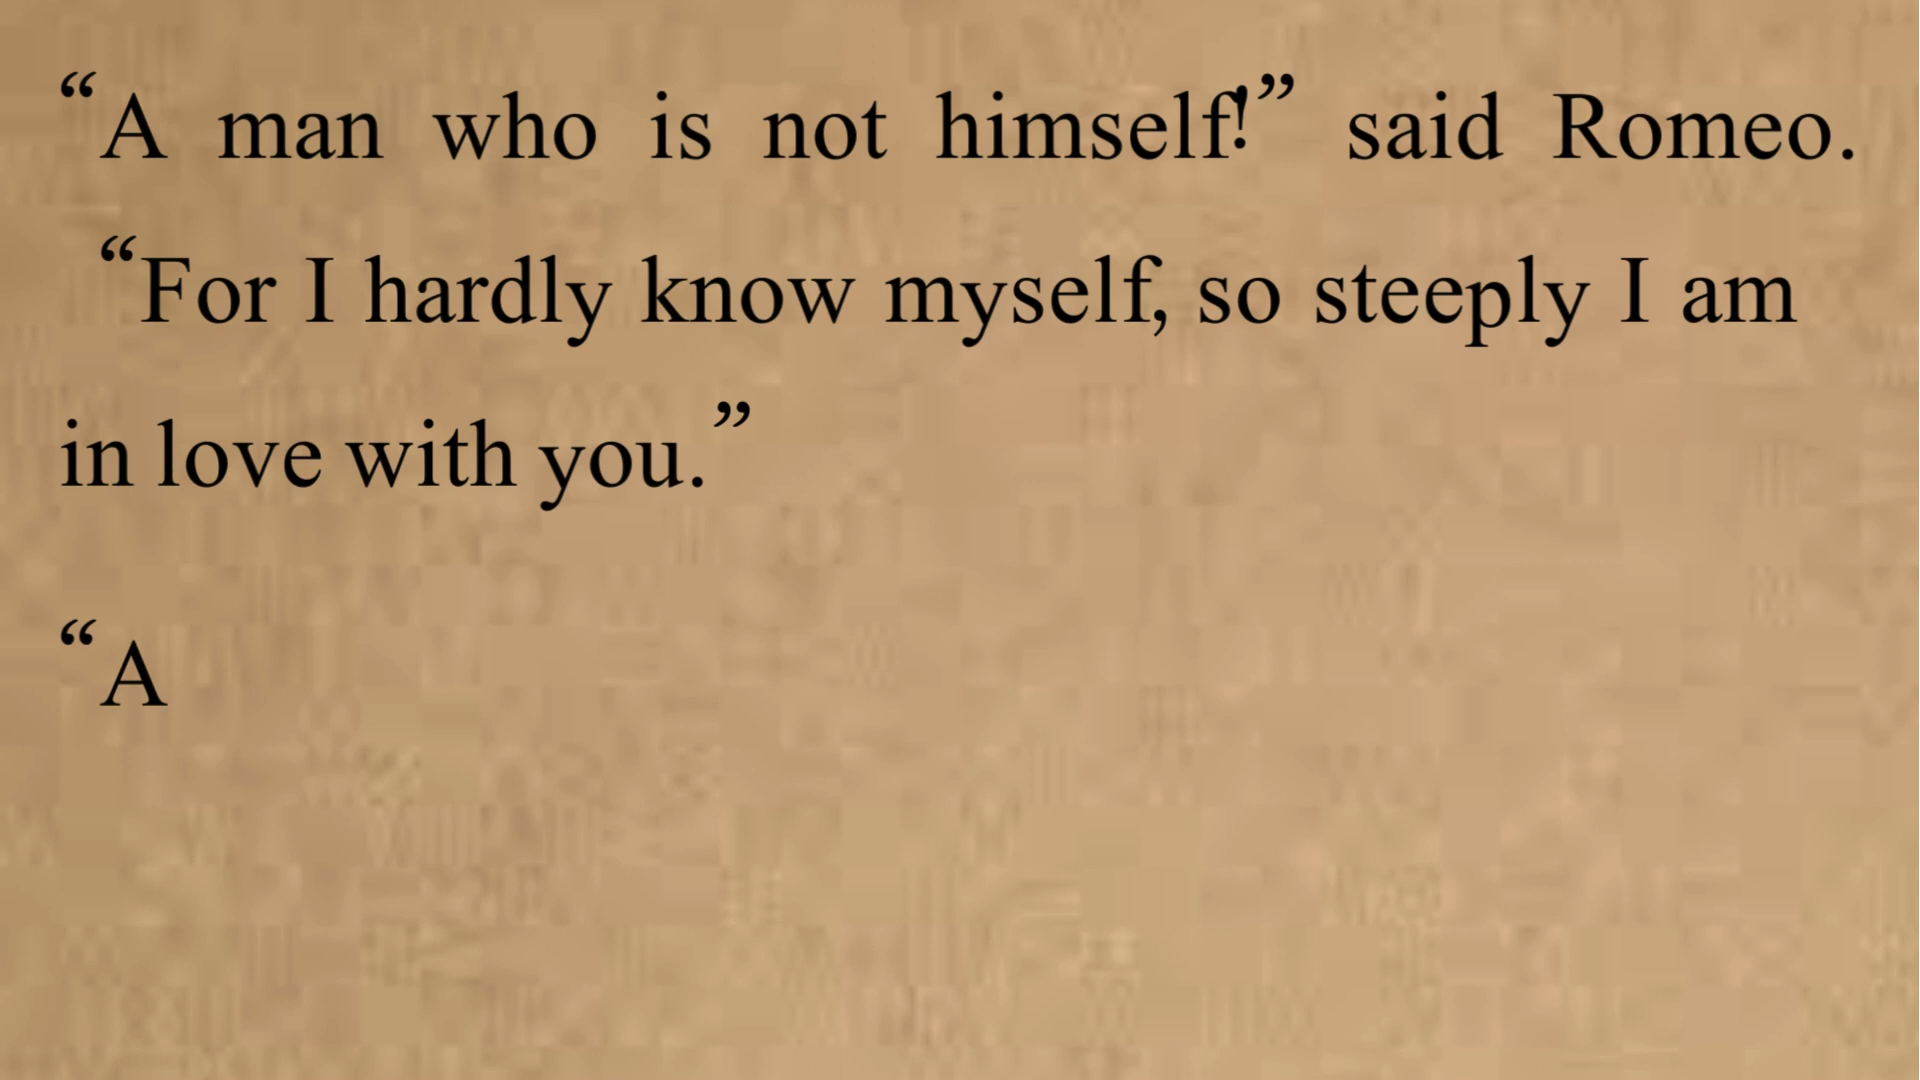 “A man who is not himself!” said Romeo.
“For I hardly know myself, so steeply I am
in love with you.”
“A